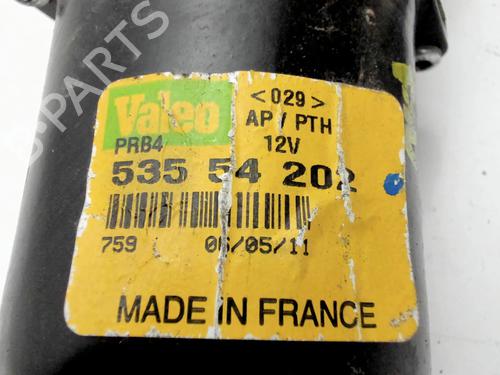 Valeo
<029>
AP/PTH
PRB4
12V
535 54 202
759
06/05/11
MADE IN FRANCE